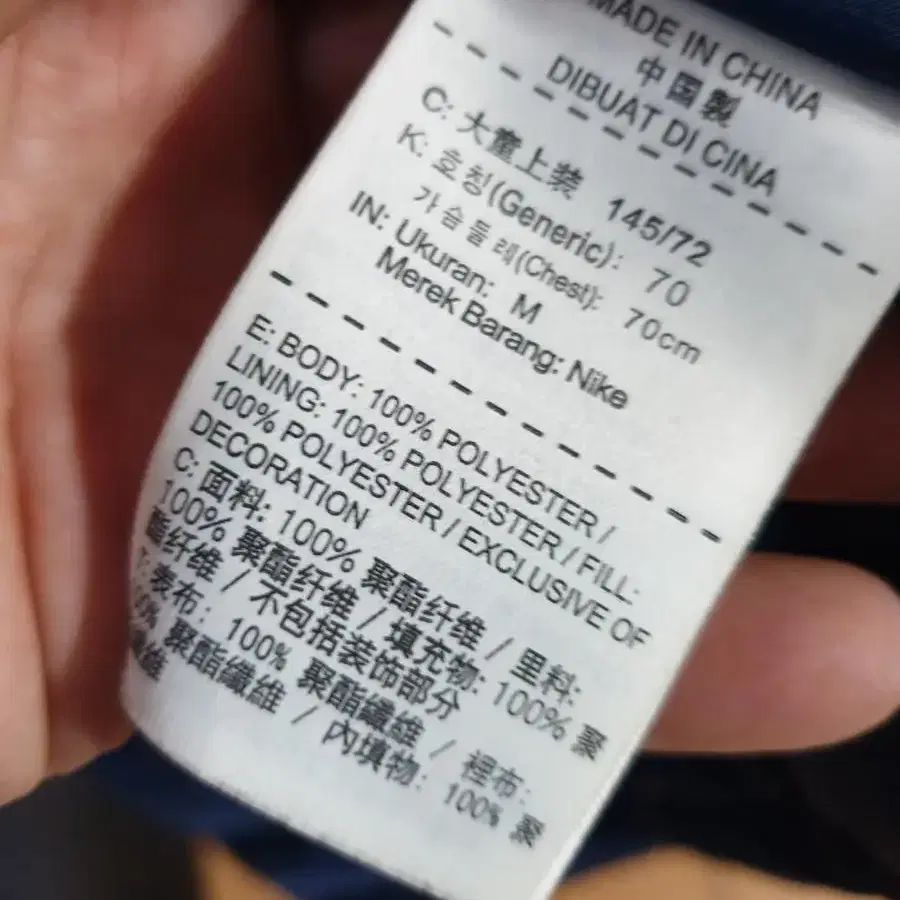 MADE IN CHINA
中国製
DIBUAT DI CINA
C: 大童上装 145/72
K: 호칭(Generic): 70
가슴둘레(Chest): 70cm
IN: Ukuran: M
Merek Barang: Nike
E: BODY: 100% POLYESTER /
LINING: 100% POLYESTER / FILL:
100% POLYESTER / EXCLUSIVE OF
DECORATION
C: 面料: 100% 聚酯纤维 / 里料:
100% 聚酯纤维 / 填充物: 100% 聚
酯纤维 / 不包括装饰部分
表布: 100% 聚酯纖維 / 裡布:
聚酯纖維 / 內填物: 100% 聚